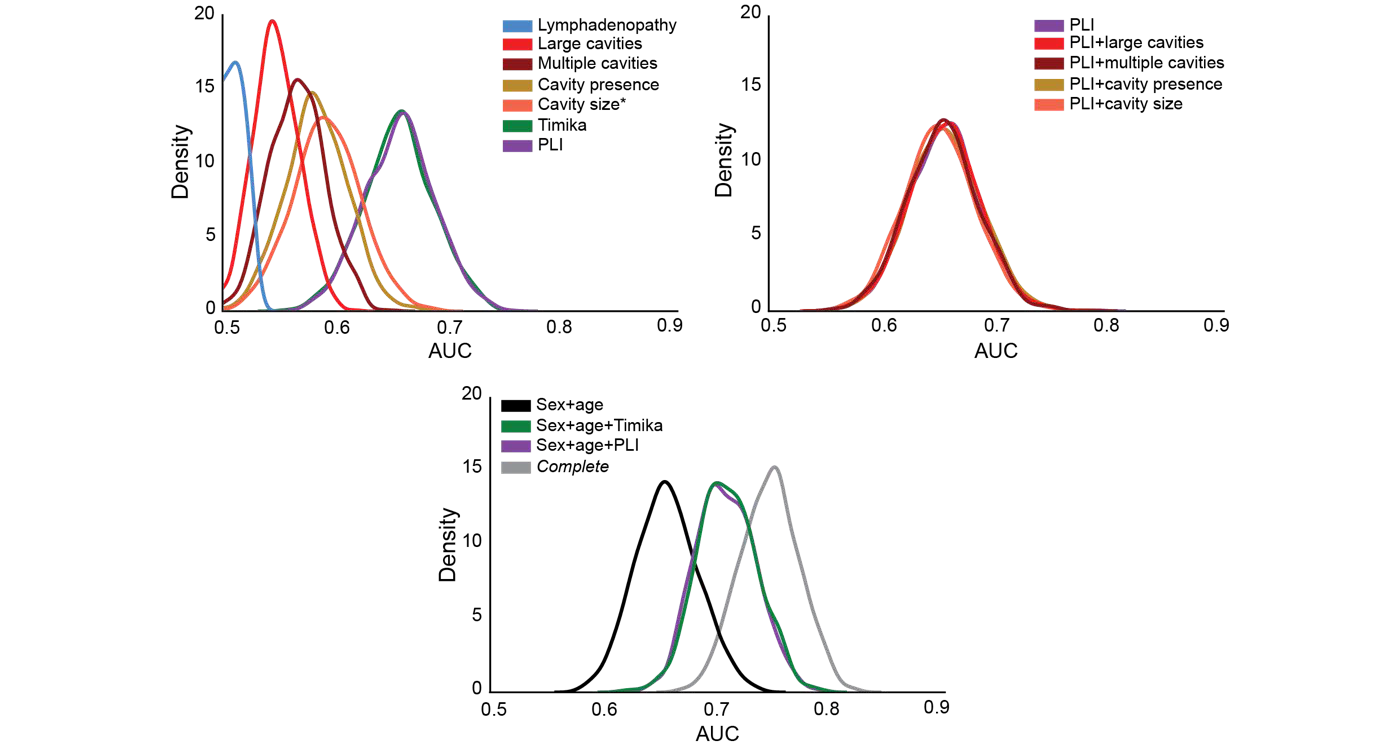 20
15
10
5
0
Density
0.5
0.6
0.7
0.8
0.9
AUC
Lymphadenopathy
Large cavities
Multiple cavities
Cavity presence
Cavity size*
Timika
PLI
20
15
10
5
0
Density
0.5
0.6
0.7
0.8
0.9
AUC
PLI
PLI+large cavities
PLI+multiple cavities
PLI+cavity presence
PLI+cavity size
20
15
10
5
0
Density
0.5
0.6
0.7
0.8
0.9
AUC
Sex+age
Sex+age+Timika
Sex+age+PLI
Complete